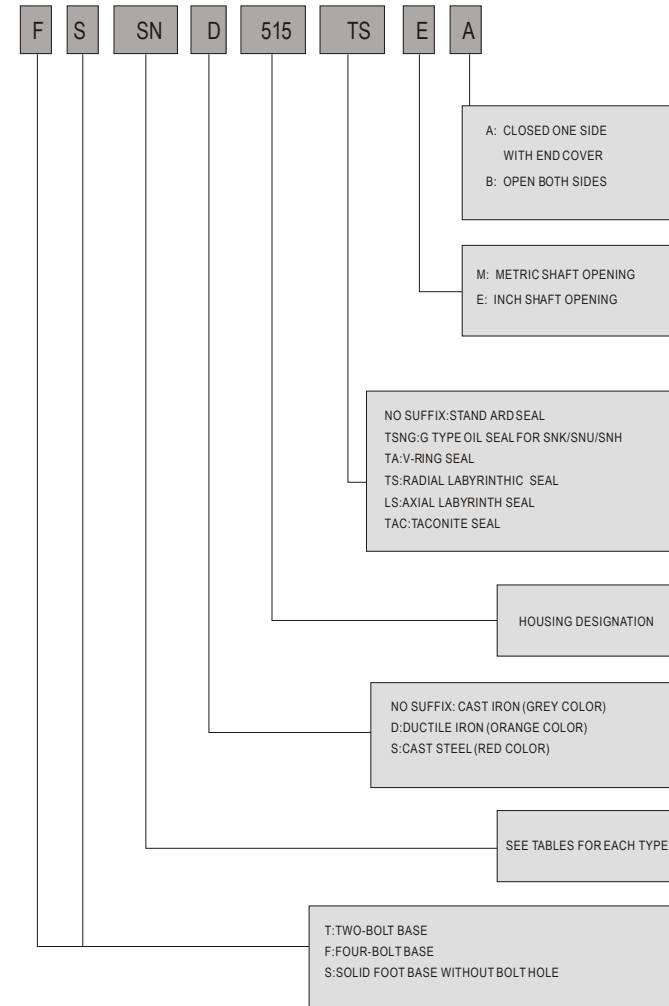 F S SN D 515 TS E A
A: CLOSED ONE SIDE
WITH END COVER
B: OPEN BOTH SIDES
M: METRIC SHAFT OPENING
E: INCH SHAFT OPENING
NO SUFFIX:STAND ARD SEAL
TSNG:G TYPE OIL SEAL FOR SNK/SNU/SNH
TA:V-RING SEAL
TS:RADIAL LABYRINTHIC SEAL
LS:AXIAL LABYRINTH SEAL
TAC:TACONITE SEAL
HOUSING DESIGNATION
NO SUFFIX: CAST IRON (GREY COLOR)
D:DUCTILE IRON (ORANGE COLOR)
S:CAST STEEL (RED COLOR)
SEE TABLES FOR EACH TYPE
T:TWO-BOLT BASE
F:FOUR-BOLT BASE
S:SOLID FOOT BASE WITHOUT BOLT HOLE